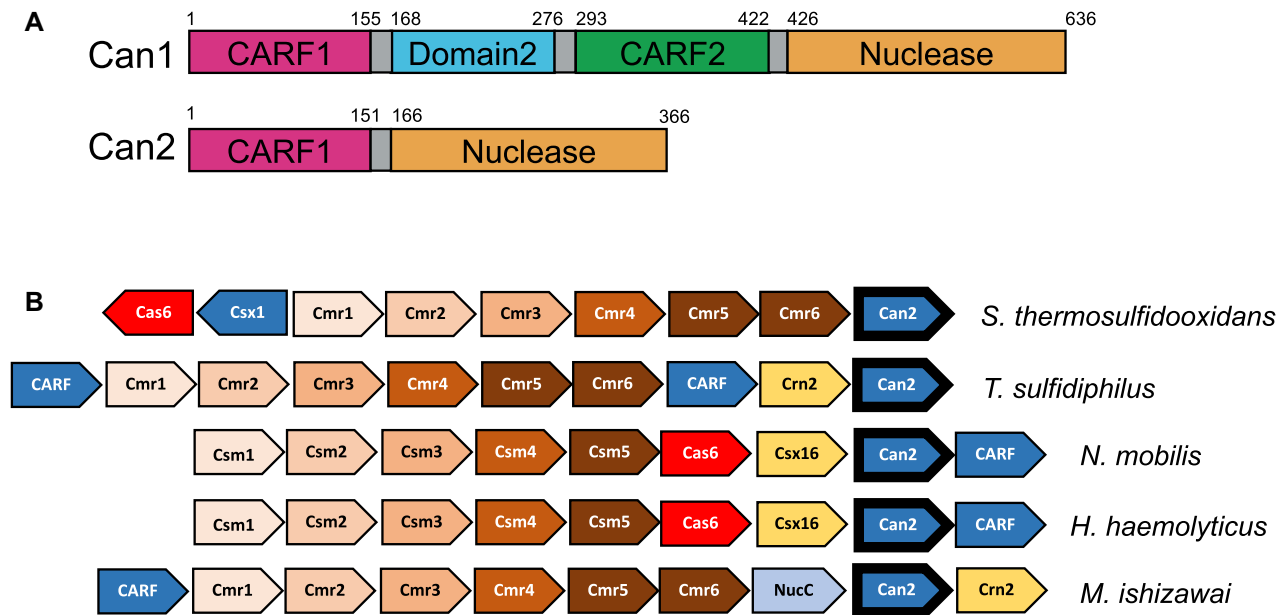 A
1 155 168 276 293 422 426 636
Can1 CARF1 Domain2 CARF2 Nuclease
1 151 166 366
Can2 CARF1 Nuclease
B
Cas6 Csx1 Cmr1 Cmr2 Cmr3 Cmr4 Cmr5 Cmr6 Can2 S. thermosulfidooxidans
CARF Cmr1 Cmr2 Cmr3 Cmr4 Cmr5 Cmr6 CARF Crn2 Can2 T. sulfidiphilus
Csm1 Csm2 Csm3 Csm4 Csm5 Cas6 Csx16 Can2 CARF N. mobilis
Csm1 Csm2 Csm3 Csm4 Csm5 Cas6 Csx16 Can2 CARF H. haemolyticus
CARF Cmr1 Cmr2 Cmr3 Cmr4 Cmr5 Cmr6 NucC Can2 Crn2 M. ishizawai